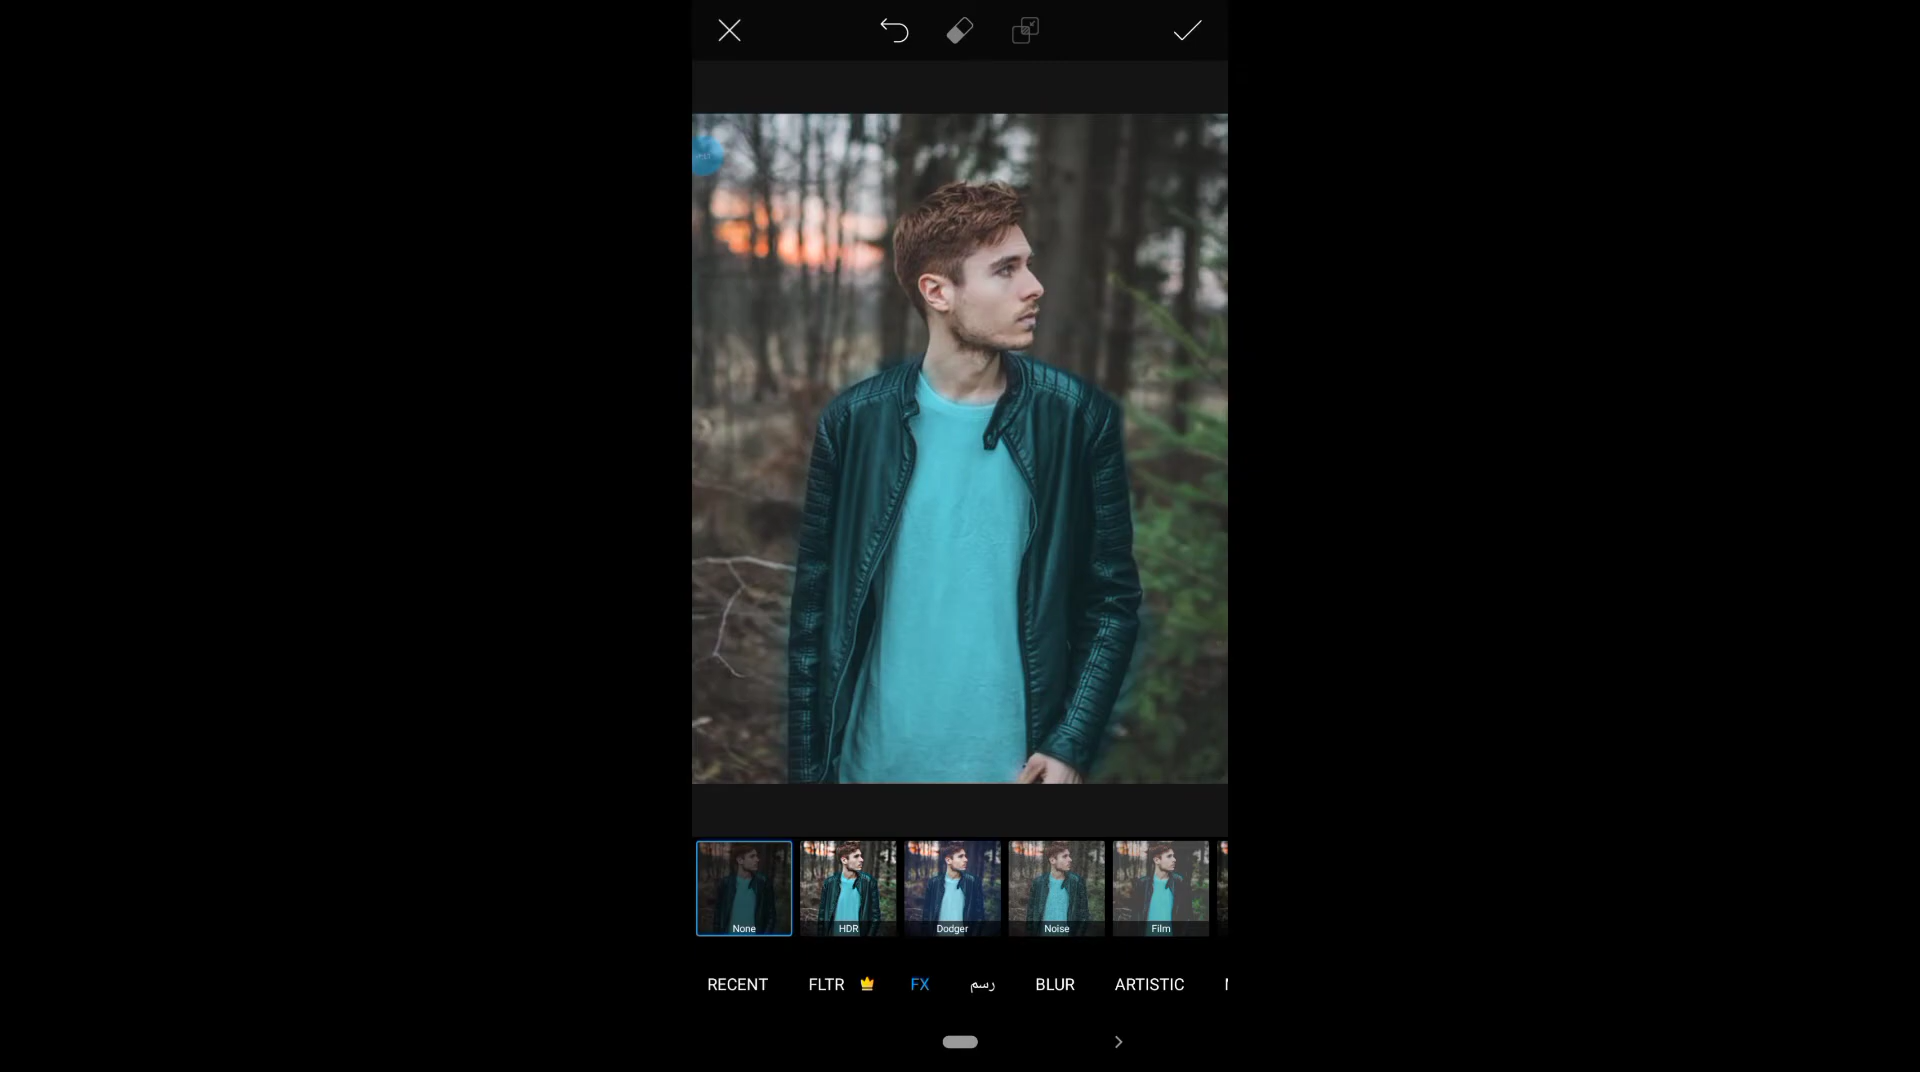 None HDR Dodger Noise Film
RECENT FLTR FX رسم BLUR ARTISTIC